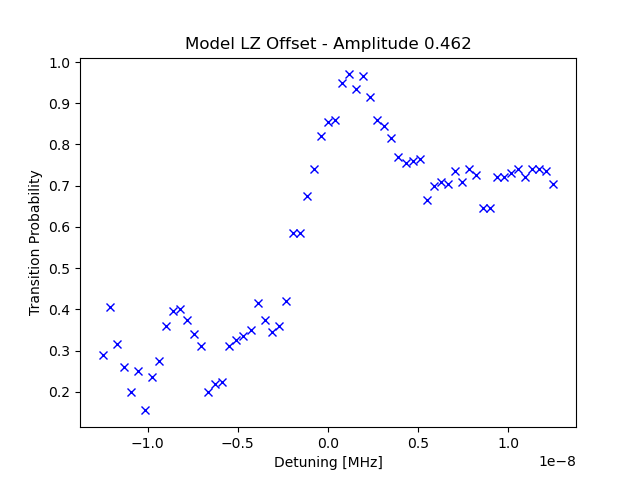 Model LZ Offset - Amplitude 0.462
1.0
0.9
0.8
0.7
0.6
0.5
0.4
0.3
0.2
Transition Probability
−1.0 −0.5 0.0 0.5 1.0
1e−8
Detuning [MHz]